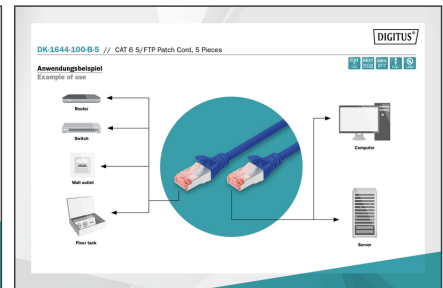 DIGITUS®
DK-1644-100-B-5 // CAT 6 S/FTP Patch Cord, 5 Pieces
Anwendungsbeispiel
Example of use
Router
Switch
Wall outlet
Floor tank
Computer
Server